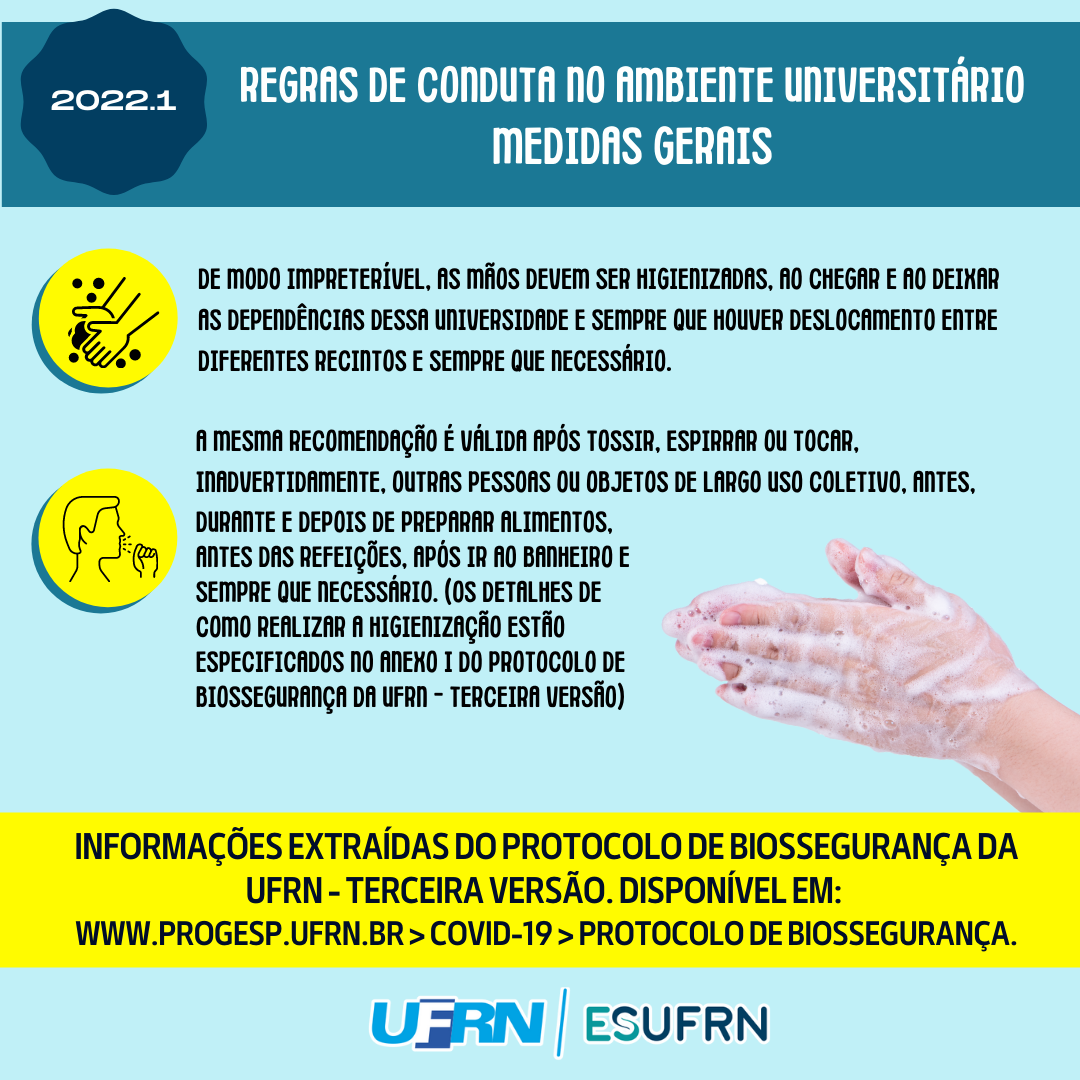 2022.1
REGRAS DE CONDUTA NO AMBIENTE UNIVERSITÁRIO
MEDIDAS GERAIS
DE MODO IMPRETERÍVEL, AS MÃOS DEVEM SER HIGIENIZADAS, AO CHEGAR E AO DEIXAR
AS DEPENDÊNCIAS DESSA UNIVERSIDADE E SEMPRE QUE HOUVER DESLOCAMENTO ENTRE
DIFERENTES RECINTOS E SEMPRE QUE NECESSÁRIO.
A MESMA RECOMENDAÇÃO É VÁLIDA APÓS TOSSIR, ESPIRRAR OU TOCAR,
INADVERTIDAMENTE, OUTRAS PESSOAS OU OBJETOS DE LARGO USO COLETIVO, ANTES,
DURANTE E DEPOIS DE PREPARAR ALIMENTOS,
ANTES DAS REFEIÇÕES, APÓS IR AO BANHEIRO E
SEMPRE QUE NECESSÁRIO. (OS DETALHES DE
COMO REALIZAR A HIGIENIZAÇÃO ESTÃO
ESPECIFICADOS NO ANEXO I DO PROTOCOLO DE
BIOSSEGURANÇA DA UFRN - TERCEIRA VERSÃO)
INFORMAÇÕES EXTRAÍDAS DO PROTOCOLO DE BIOSSEGURANÇA DA
UFRN - TERCEIRA VERSÃO. DISPONÍVEL EM:
WWW.PROGESP.UFRN.BR > COVID-19 > PROTOCOLO DE BIOSSEGURANÇA.
UFRN / ESUFRN